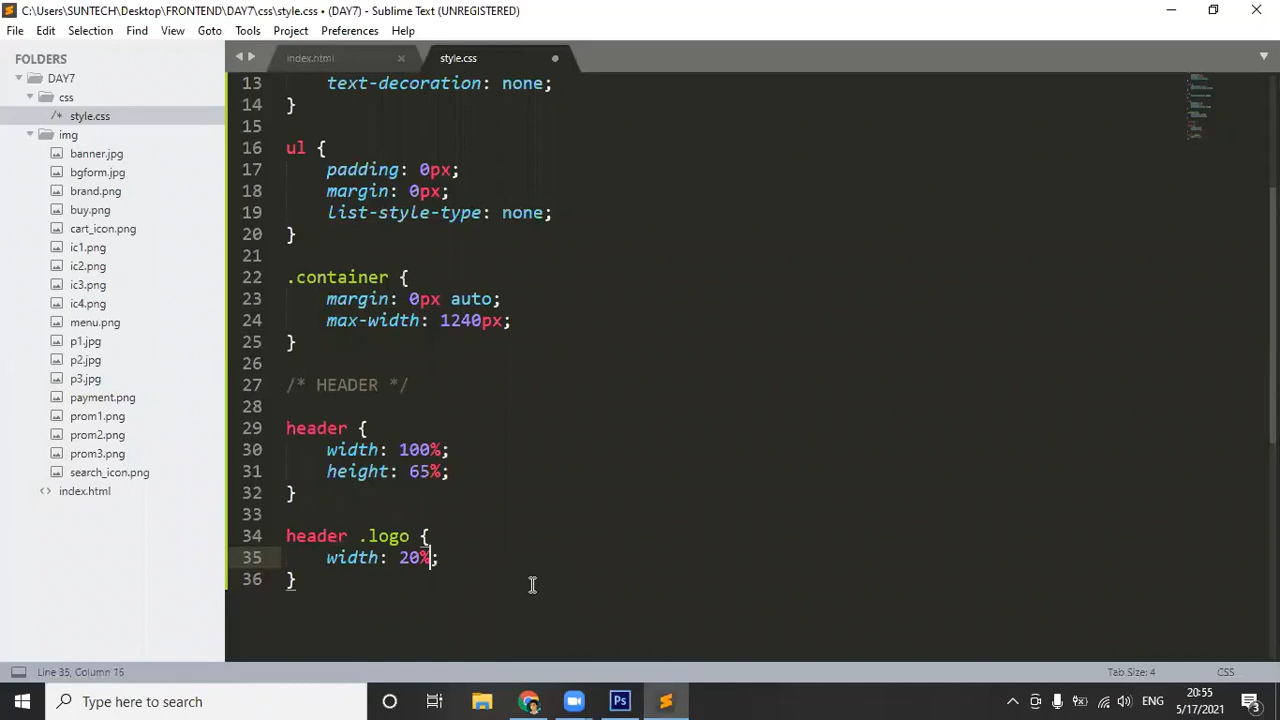 C:\Users\SUNTECH\Desktop\FRONTEND\DAY7\css\style.css • (DAY7) - Sublime Text (UNREGISTERED)
File Edit Selection Find View Goto Tools Project Preferences Help
FOLDERS
DAY7
css
/* style.css
img
banner.jpg
bgform.jpg
brand.png
buy.png
cart_icon.png
ic1.png
ic2.png
ic3.png
ic4.png
menu.png
p1.jpg
p2.jpg
p3.jpg
payment.png
prom1.png
prom2.png
prom3.png
search_icon.png
<> index.html
index.html style.css
13 text-decoration: none;
14 }
15
16 ul {
17 padding: 0px;
18 margin: 0px;
19 list-style-type: none;
20 }
21
22 .container {
23 margin: 0px auto;
24 max-width: 1240px;
25 }
26
27 /* HEADER */
28
29 header {
30 width: 100%;
31 height: 65%;
32 }
33
34 header .logo {
35 width: 20%;
36 }
Line 35, Column 15 Tab Size: 4 CSS
Type here to search Ps ENG 20:55
5/17/2021 3